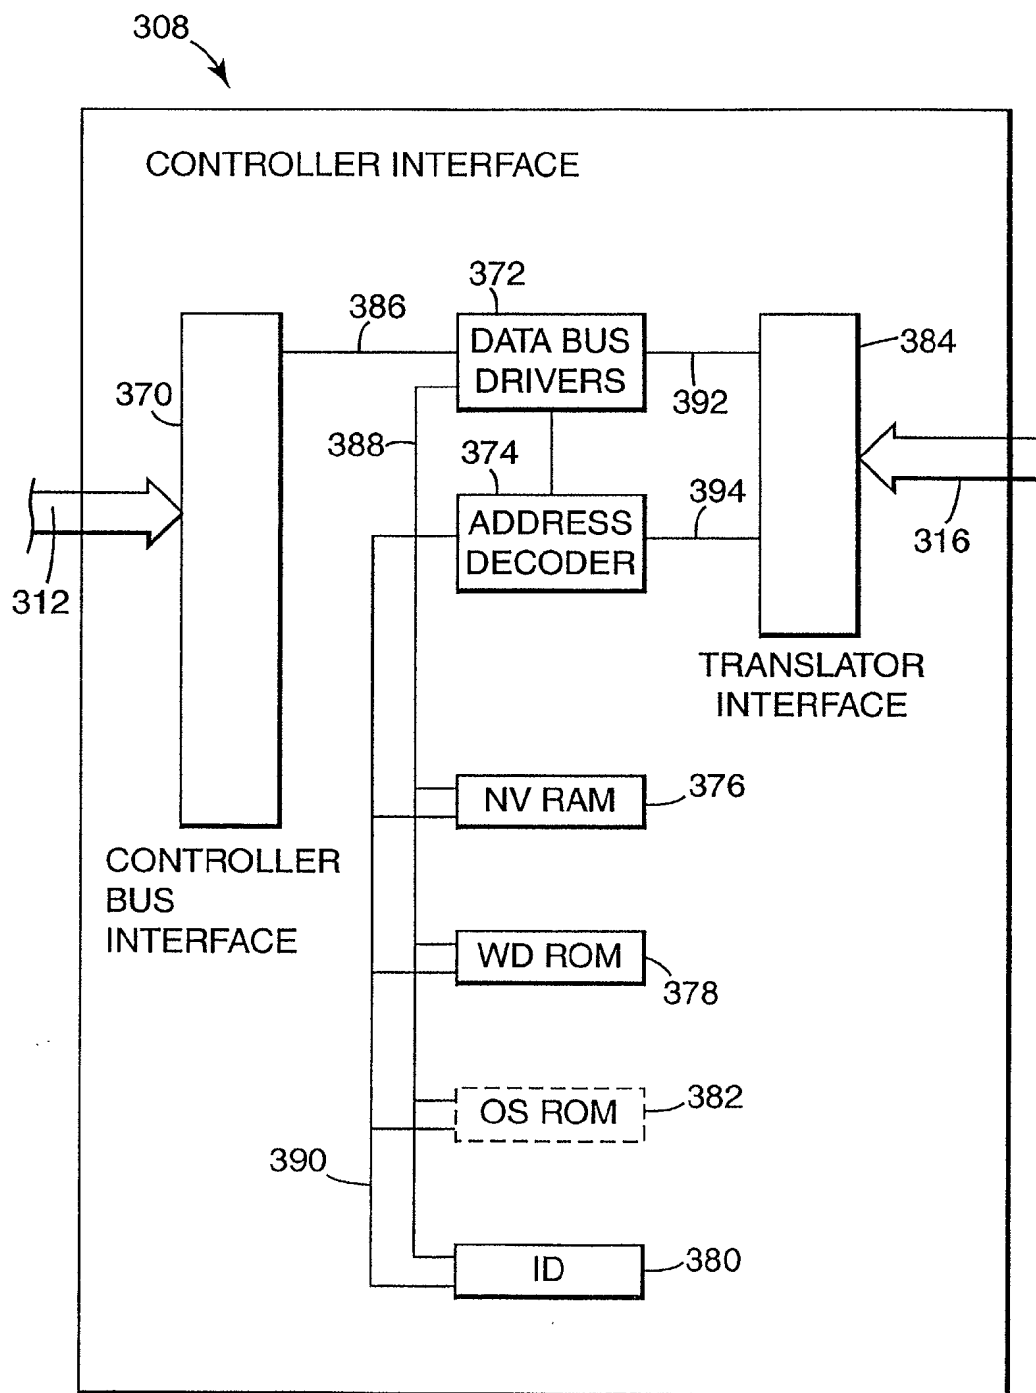 308
CONTROLLER INTERFACE
372
386
DATA BUS
DRIVERS
384
370
392
388
374
394
ADDRESS
DECODER
316
312
TRANSLATOR
INTERFACE
NV RAM
376
CONTROLLER
BUS
INTERFACE
WD ROM
378
OS ROM
382
390
ID
380